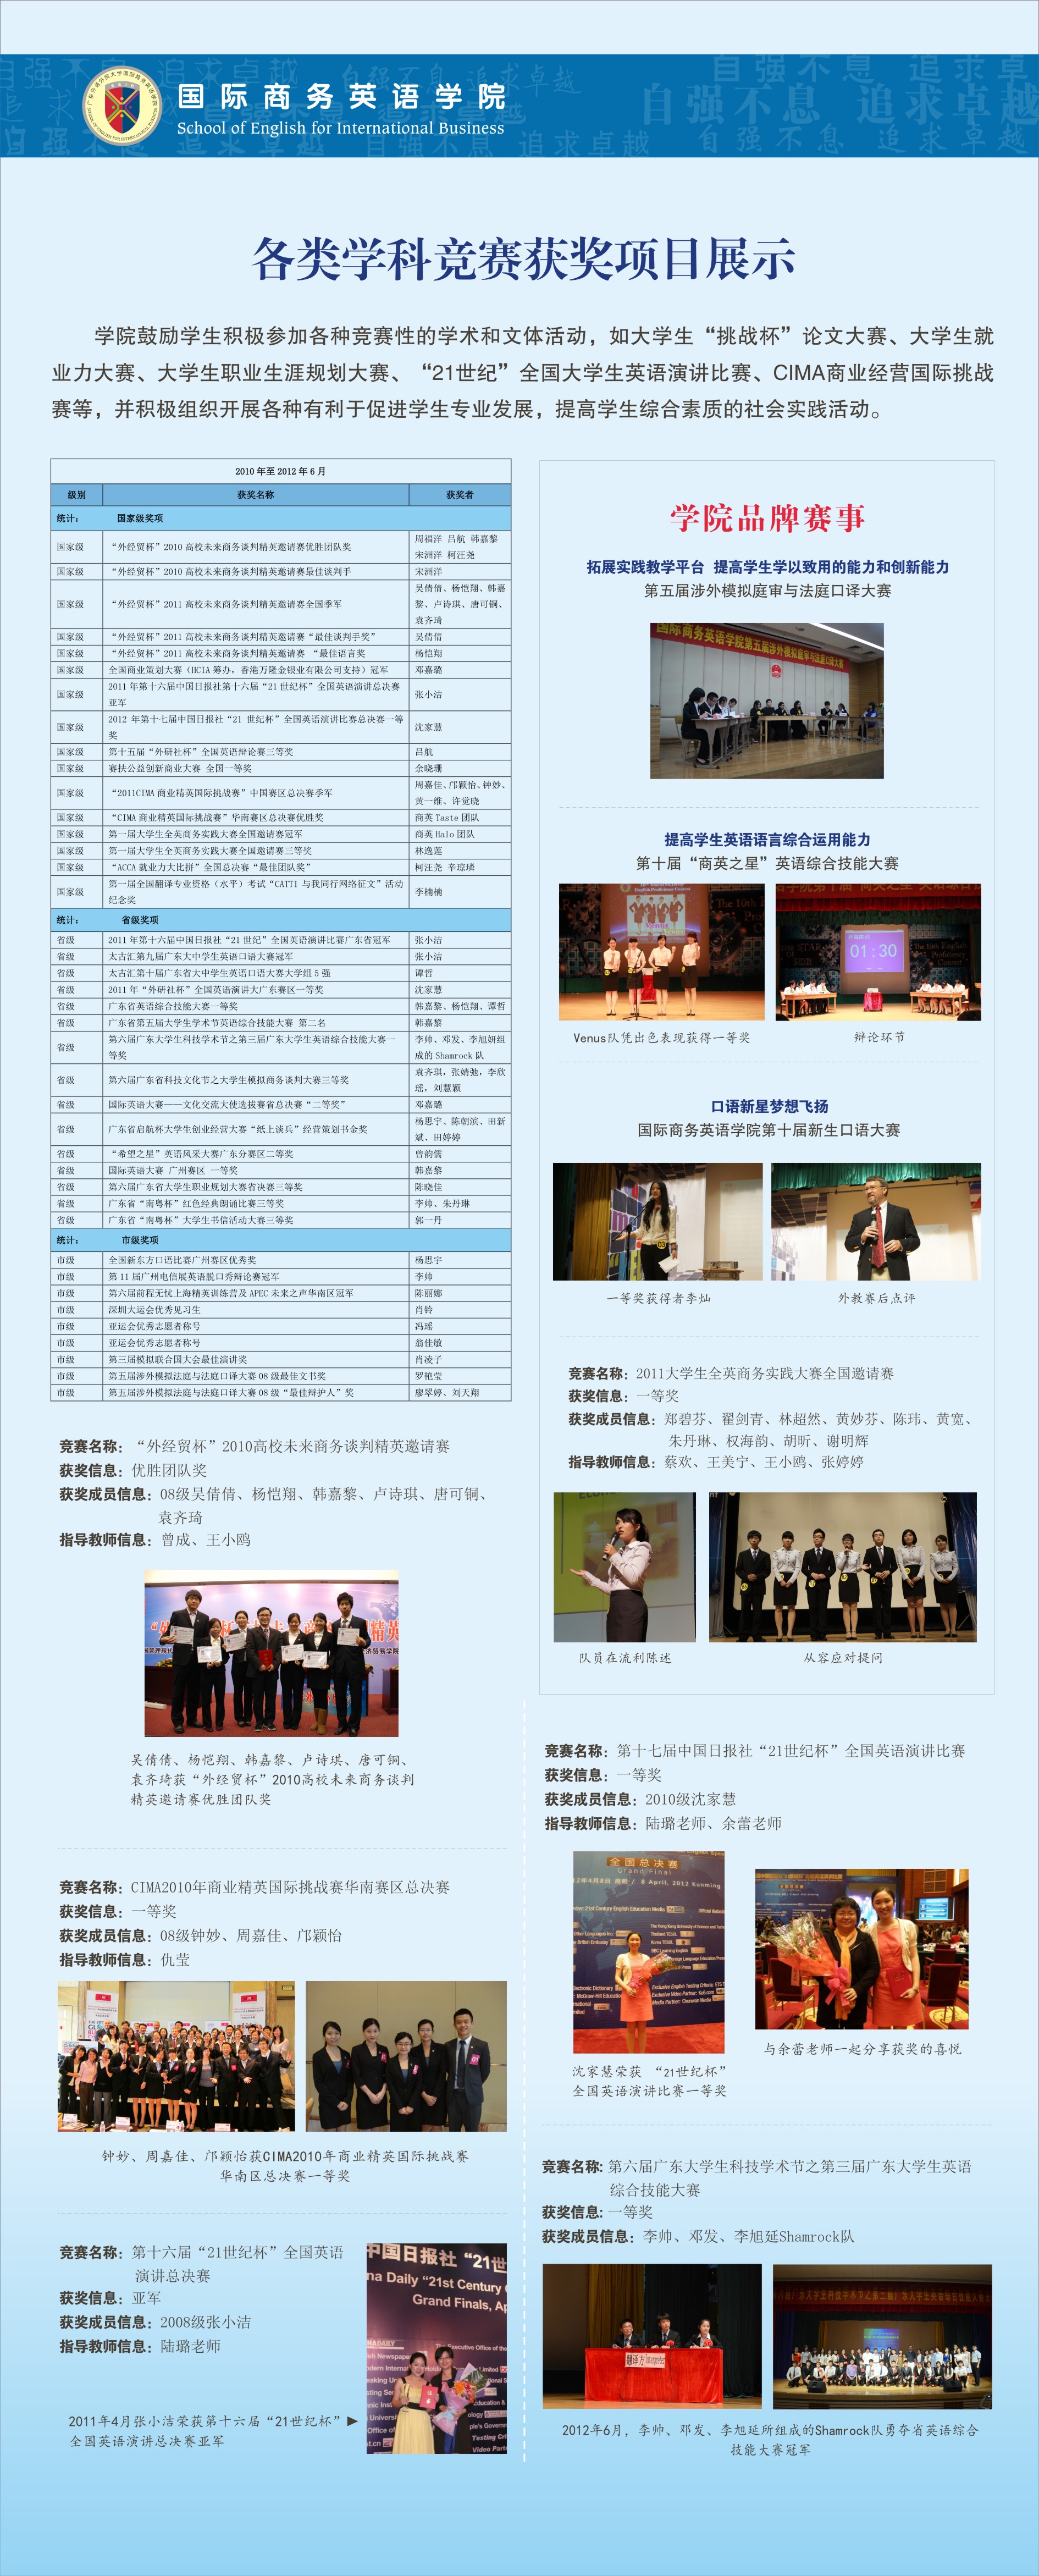 国际商务英语学院
School of English for International Business
自强不息 追求卓越
各类学科竞赛获奖项目展示
学院鼓励学生积极参加各种竞赛性的学术和文体活动，如大学生“挑战杯”论文大赛、大学生就
业力大赛、大学生职业生涯规划大赛、“21世纪”全国大学生英语演讲比赛、CIMA商业经营国际挑战
赛等，并积极组织开展各种有利于促进学生专业发展，提高学生综合素质的社会实践活动。
2010 年至 2012 年 6 月
级别 获奖名称 获奖者
统计： 国家级奖项
国家级 “外经贸杯”2010 高校未来商务谈判精英邀请赛优胜团队奖 周福洋 吕航 韩嘉黎
宋洲洋 柯汪尧
国家级 “外经贸杯”2010 高校未来商务谈判精英邀请赛最佳谈判手 宋洲洋
国家级 “外经贸杯”2011 高校未来商务谈判精英邀请赛全国季军 吴倩倩、杨恺翔、韩嘉
黎、卢诗琪、唐可铜、
袁齐琦
国家级 “外经贸杯”2011 高校未来商务谈判精英邀请赛“最佳谈判手奖” 吴倩倩
国家级 “外经贸杯”2011 高校未来商务谈判精英邀请赛 “最佳语言奖 杨恺翔
国家级 全国商业策划大赛（HCIA 筹办，香港万隆金银业有限公司支持）冠军 邓嘉璐
国家级 2011 年第十六届中国日报社第十六届“21 世纪杯”全国英语演讲总决赛
亚军 张小洁
国家级 2012 年第十七届中国日报社“21 世纪杯”全国英语演讲比赛总决赛一等
奖 沈家慧
国家级 第十五届“外研社杯”全国英语辩论赛三等奖 吕航
国家级 赛扶公益创新商业大赛 全国一等奖 余晓珊
国家级 “2011CIMA 商业精英国际挑战赛”中国赛区总决赛季军 周嘉佳、邝颖怡、钟妙、
黄一维、许觉晓
国家级 “CIMA 商业精英国际挑战赛”华南赛区总决赛优胜奖 商英 Taste 团队
国家级 第一届大学生全英商务实践大赛全国邀请赛冠军 商英 Halo 团队
国家级 第一届大学生全英商务实践大赛全国邀请赛三等奖 林逸莲
国家级 “ACCA 就业力大比拼”全国总决赛“最佳团队奖” 柯汪尧 辛琼璘
国家级 第一届全国翻译专业资格（水平）考试“CATTI 与我同行网络征文”活动
纪念奖 李楠楠
统计： 省级奖项
省级 2011 年第十六届中国日报社“21 世纪”全国英语演讲比赛广东省冠军 张小洁
省级 太古汇第九届广东大中学生英语口语大赛冠军 张小洁
省级 太古汇第十届广东省大中学生英语口语大赛大学组 5 强 谭哲
省级 2011 年“外研社杯”全国英语演讲大广东赛区一等奖 沈家慧
省级 广东省英语综合技能大赛一等奖 韩嘉黎、杨恺翔、谭哲
省级 广东省第五届大学生学术节英语综合技能大赛 第二名 韩嘉黎
省级 第六届广东大学生科技学术节之第三届广东大学生英语综合技能大赛一
等奖 李帅、邓发、李旭妍组
成的 Shamrock 队
省级 第六届广东省科技文化节之大学生模拟商务谈判大赛三等奖 袁齐琪，张婧弛，李欣
瑶，刘慧颖
省级 国际英语大赛——文化交流大使选拔赛省总决赛“二等奖” 邓嘉璐
省级 广东省启航杯大学生创业经营大赛“纸上谈兵”经营策划书金奖 杨思宇、陈朝滨、田新
斌、田婷婷
省级 “希望之星”英语风采大赛广东分赛区二等奖 曾韵儒
省级 国际英语大赛 广州赛区 一等奖 韩嘉黎
省级 第六届广东省大学生职业规划大赛省决赛三等奖 陈晓佳
省级 广东省“南粤杯”红色经典朗诵比赛三等奖 李帅、朱丹琳
省级 广东省“南粤杯”大学生书信活动大赛三等奖 郭一丹
统计： 市级奖项
市级 全国新东方口语比赛广州赛区优秀奖 杨思宇
市级 第 11 届广州电信展英语脱口秀辩论赛冠军 李帅
市级 第六届前程无忧上海精英训练营及 APEC 未来之声华南区冠军 陈丽娜
市级 深圳大运会优秀见习生 肖铃
市级 亚运会优秀志愿者称号 冯瑶
市级 亚运会优秀志愿者称号 翁佳敏
市级 第三届模拟联合国大会最佳演讲奖 肖凌子
市级 第五届涉外模拟法庭与法庭口译大赛 08 级最佳文书奖 罗艳莹
市级 第五届涉外模拟法庭与法庭口译大赛 08 级“最佳辩护人”奖 廖翠婷、刘天翔
竞赛名称：“外经贸杯”2010高校未来商务谈判精英邀请赛
获奖信息：优胜团队奖
获奖成员信息：08级吴倩倩、杨恺翔、韩嘉黎、卢诗琪、唐可铜、
袁齐琦
指导教师信息：曾成、王小鸥
吴倩倩、杨恺翔、韩嘉黎、卢诗琪、唐可铜、
袁齐琦获“外经贸杯”2010高校未来商务谈判
精英邀请赛优胜团队奖
竞赛名称：CIMA2010年商业精英国际挑战赛华南赛区总决赛
获奖信息：一等奖
获奖成员信息：08级钟妙、周嘉佳、邝颖怡
指导教师信息：仇莹
钟妙、周嘉佳、邝颖怡获CIMA2010年商业精英国际挑战赛
华南区总决赛一等奖
竞赛名称：第十六届“21世纪杯”全国英语
演讲总决赛
获奖信息：亚军
获奖成员信息：2008级张小洁
指导教师信息：陆璐老师
中国日报社“21世
na Daily “21st Century
Grand Finals, Ap
2011年4月张小洁荣获第十六届“21世纪杯”
全国英语演讲总决赛亚军
学院品牌赛事
拓展实践教学平台 提高学生学以致用的能力和创新能力
第五届涉外模拟庭审与法庭口译大赛
国际商务英语学院第五届涉外模拟庭审与法庭口译大赛
提高学生英语语言综合运用能力
第十届“商英之星”英语综合技能大赛
01:30
Venus队凭出色表现获得一等奖
辩论环节
口语新星梦想飞扬
国际商务英语学院第十届新生口语大赛
一等奖获得者李灿
外教赛后点评
竞赛名称：2011大学生全英商务实践大赛全国邀请赛
获奖信息：一等奖
获奖成员信息：郑碧芬、翟剑青、林超然、黄妙芬、陈玮、黄宽、
朱丹琳、权海韵、胡昕、谢明辉
指导教师信息：蔡欢、王美宁、王小鸥、张婷婷
队员在流利陈述
从容应对提问
竞赛名称：第十七届中国日报社“21世纪杯”全国英语演讲比赛
获奖信息：一等奖
获奖成员信息：2010级沈家慧
指导教师信息：陆璐老师、余蕾老师
全国总决赛
Grand Final
8 April, 2012 Kunming
沈家慧荣获 “21世纪杯”
全国英语演讲比赛一等奖
与余蕾老师一起分享获奖的喜悦
竞赛名称: 第六届广东大学生科技学术节之第三届广东大学生英语
综合技能大赛
获奖信息: 一等奖
获奖成员信息：李帅、邓发、李旭延Shamrock队
翻译方 Interpreter
2012年6月，李帅、邓发、李旭延所组成的Shamrock队勇夺省英语综合
技能大赛冠军